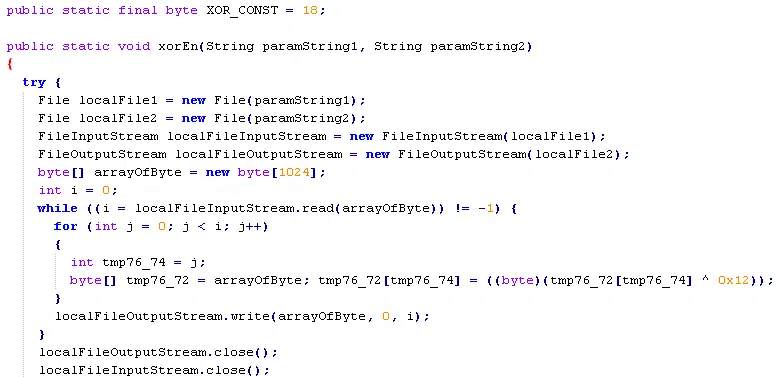 public static final byte XOR_CONST = 18;
public static void xorEn(String paramString1, String paramString2)
{
try {
File localFile1 = new File(paramString1);
File localFile2 = new File(paramString2);
FileInputStream localFileInputStream = new FileInputStream(localFile1);
FileOutputStream localFileOutputStream = new FileOutputStream(localFile2);
byte[] arrayOfByte = new byte[1024];
int i = 0;
while ((i = localFileInputStream.read(arrayOfByte)) != -1) {
for (int j = 0; j < i; j++)
{
int tmp76_74 = j;
byte[] tmp76_72 = arrayOfByte; tmp76_72[tmp76_74] = ((byte)(tmp76_72[tmp76_74] ^ 0x12));
}
localFileOutputStream.write(arrayOfByte, 0, i);
}
localFileOutputStream.close();
localFileInputStream.close();